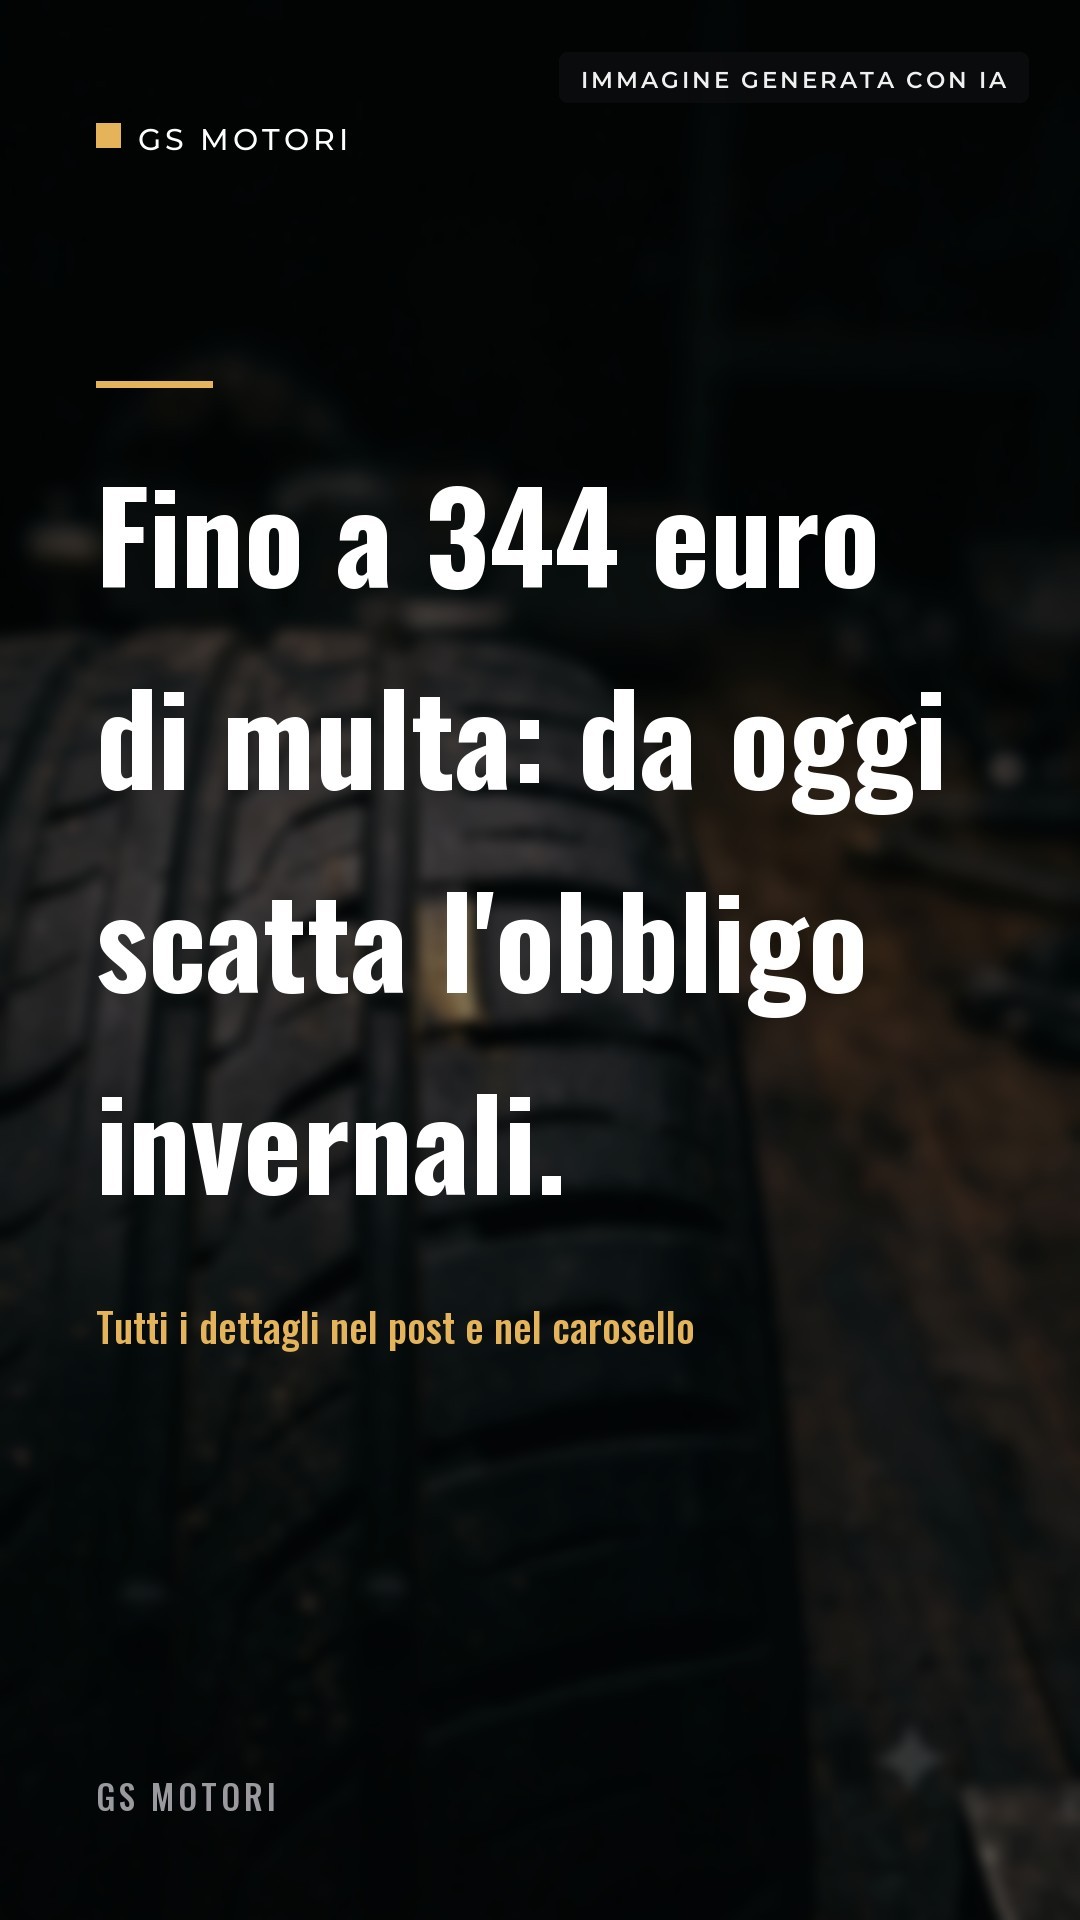 IMMAGINE GENERATA CON IA
GS MOTORI
Fino a 344 euro
di multa: da oggi
scatta l'obbligo
invernali.
Tutti i dettagli nel post e nel carosello
GS MOTORI